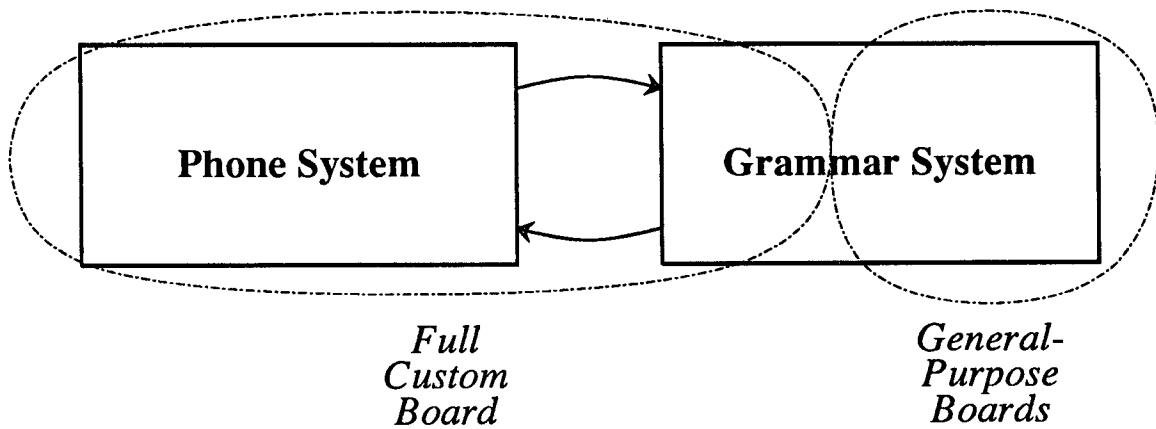 Phone System
Grammar System
Full
Custom
Board
General-
Purpose
Boards